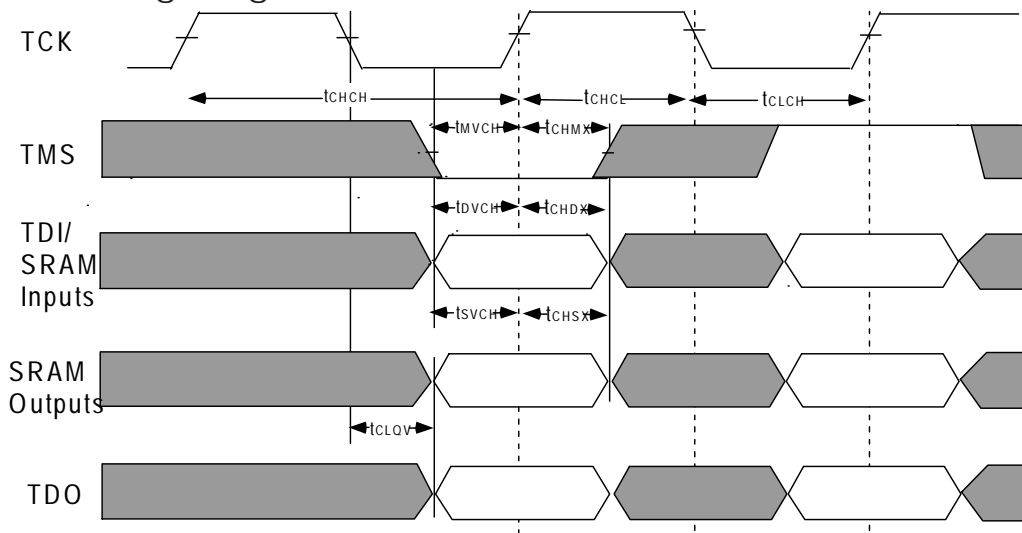 TCK
tCHCH tCHCL tCLCH
tMVCH tCHMX
TMS
tDVCH tCHDX
TDI/
SRAM
Inputs
tSVCH tCHSX
SRAM
Outputs
tCLQV
TDO